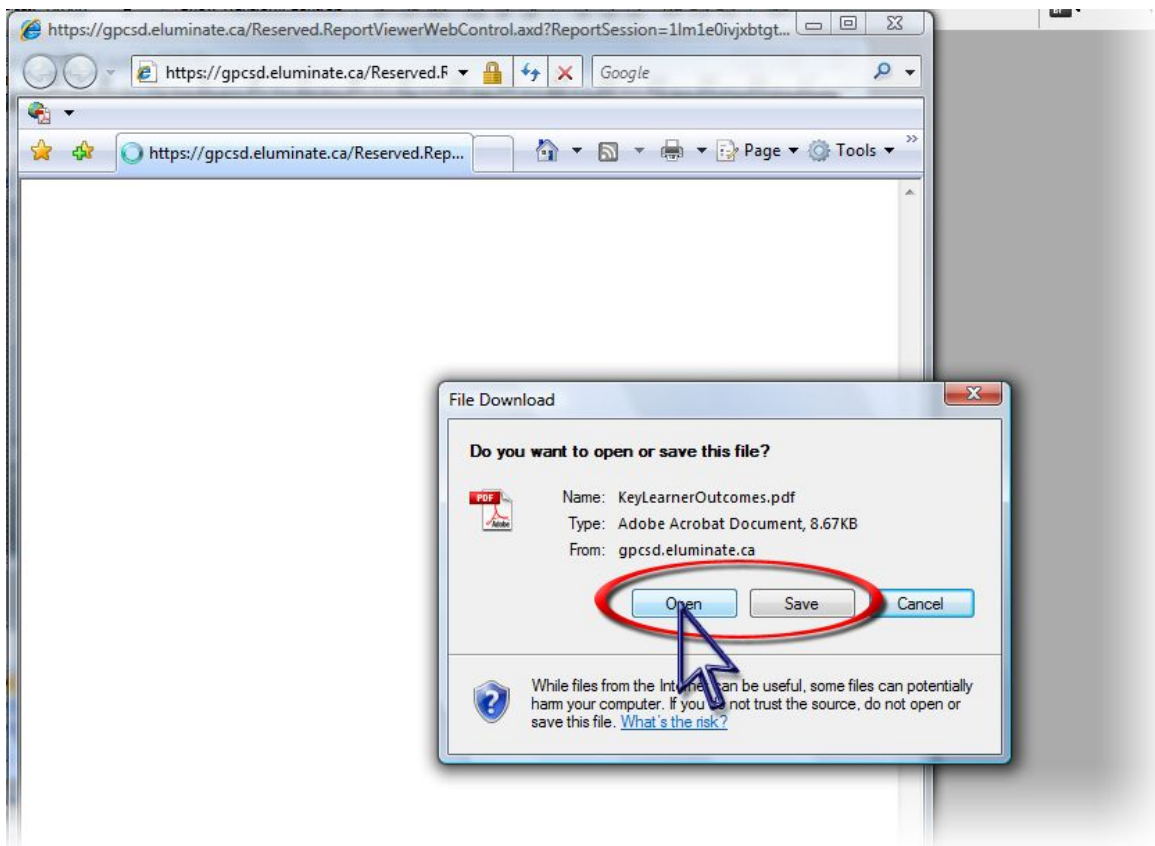 https://gpcsd.eluminate.ca/Reserved.ReportViewerWebControl.axd?ReportSession=1lm1e0ivjxbtgt...
https://gpcsd.eluminate.ca/Reserved.F
Google
https://gpcsd.eluminate.ca/Reserved.Rep...
Page
Tools
File Download
Do you want to open or save this file?
PDF
Adobe
Name: KeyLearnerOutcomes.pdf
Type: Adobe Acrobat Document, 8.67KB
From: gpcsd.eluminate.ca
Open Save Cancel
While files from the Internet can be useful, some files can potentially
harm your computer. If you do not trust the source, do not open or
save this file. What's the risk?